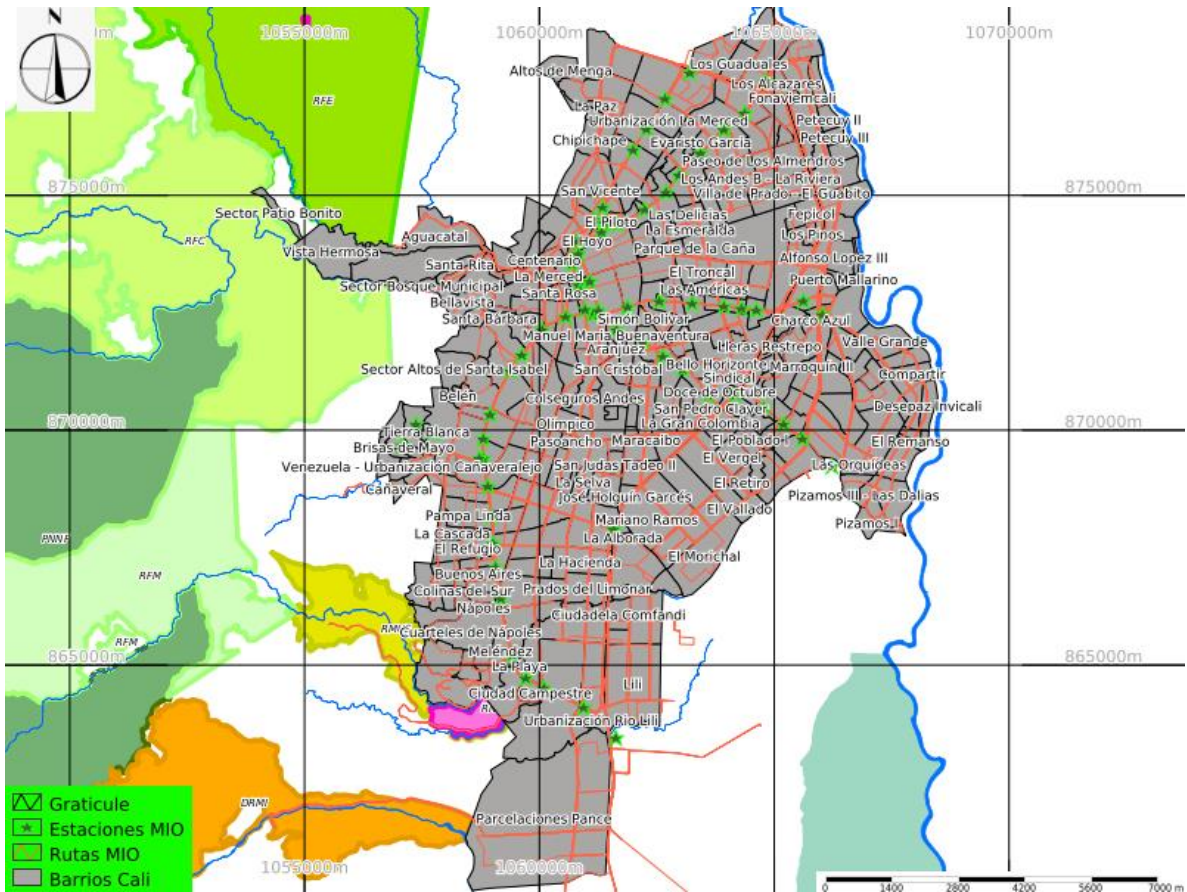 N
1055000m
1060000m
1065000m
1070000m
RFE
Altos de Menga
Los Guaduales
Los Alcazares
Fonaviemcali
La Paz
Urbanización La Merced
Petecuy II
Petecuy III
Chipichape
Evaristo García
Paseo de Los Almendros
Los Andes B - La Riviera
875000m
San Vicente
Villa de Prado - El Guabito
875000m
Sector Patio Bonito
El Piloto
Las Delicias
Fepicol
La Esmeralda
Los Pinos
RFC
Aguacatal
El Hoyo
Parque de la Caña
Vista Hermosa
Centenario
Alfonso Lopez III
Santa Rita
La Merced
El Troncal
Puerto Mallarino
Sector Bosque Municipal
Santa Rosa
Las Américas
Bellavista
Santa Bárbara
Simón Bolivar
Charco Azul
Manuel María Buenaventura
Valle Grande
Aranjuez
Lleras Restrepo
Sector Altos de Santa Isabel
San Cristóbal
Bello Horizonte
Marroquín III
Sindical
Compartir
Belén
Colseguros Andes
Doce de Octubre
San Pedro Claver
Desepaz Invicali
870000m
Olímpico
La Gran Colombia
870000m
Tierra Blanca
Pasoancho
Maracaibo
El Poblado I
El Remanso
Brisas de Mayo
El Vergel
Venezuela - Urbanización Cañaveralejo
San Judas Tadeo II
Las Orquídeas
Cañaveral
La Selva
El Retiro
José Holguín Garcés
Pizamos III - Las Dalias
El Vallado
Pampa Linda
Mariano Ramos
Pizamos I
La Cascada
La Alborada
PNNF
El Refugio
El Morichal
RFM
Buenos Aires
La Hacienda
Colinas del Sur
Prados del Limonar
Nápoles
Ciudadela Comfandi
RFM
Cuarteles de Nápoles
865000m
Meléndez
865000m
La Playa
Ciudad Campestre
Lili
Urbanización Rio Lili
DRMI
Parcelaciones Pance
Graticule
Estaciones MIO
Rutas MIO
Barrios Cali
1055000m
1060000m
0
1400
2800
4200
5600
7000 m